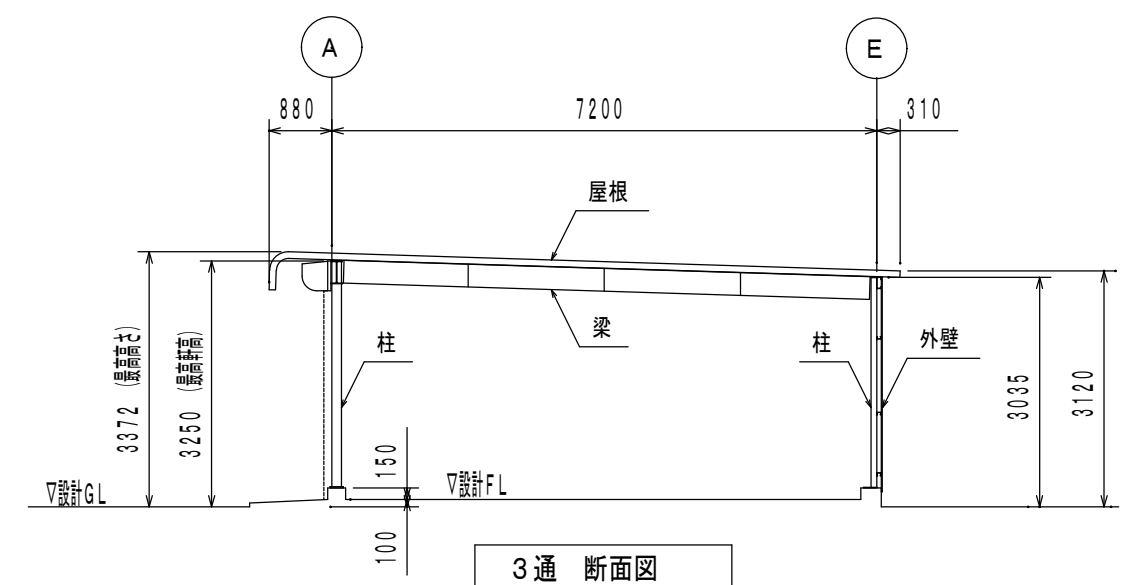 A
E
880
7200
310
屋根
梁
柱
柱
外壁
3372 (最高高さ)
3250 (最高軒高)
150
100
3035
3120
▽設計GL
▽設計FL
3通 断面図